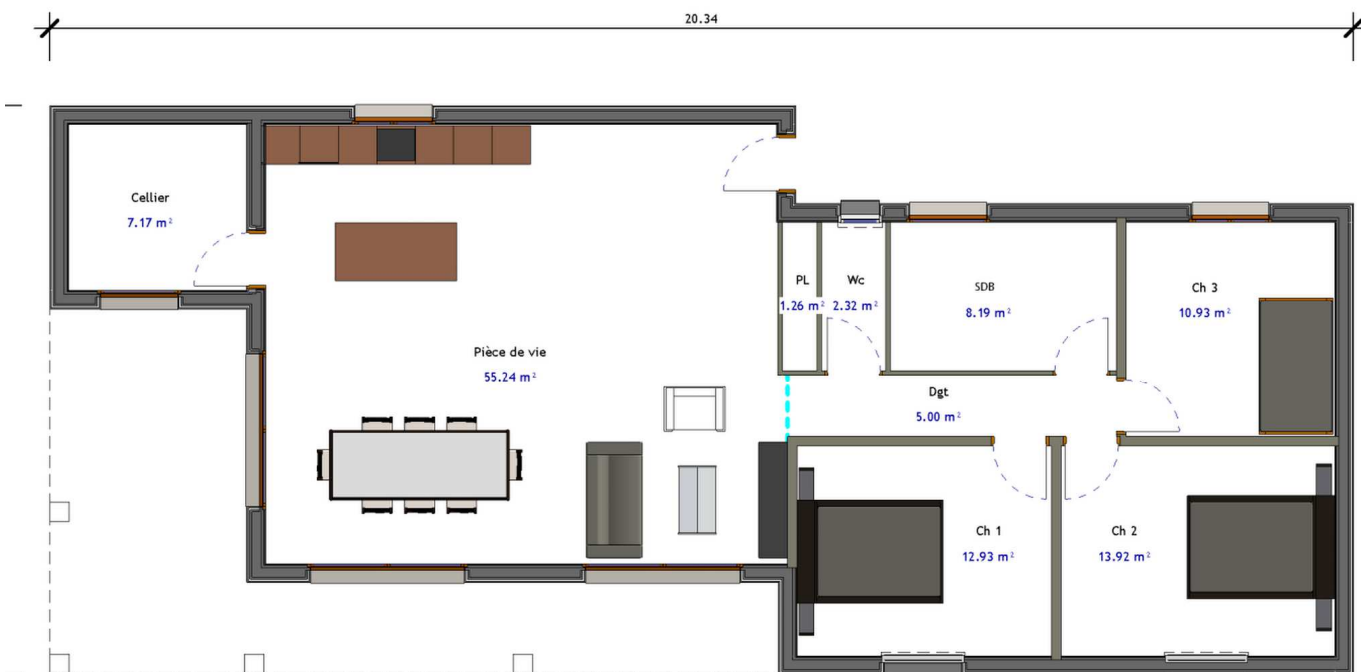 20.34
Cellier
7.17 m²
PL
1.26 m²
Wc
2.32 m²
SDB
8.19 m²
Ch 3
10.93 m²
Pièce de vie
55.24 m²
Dgt
5.00 m²
Ch 1
12.93 m²
Ch 2
13.92 m²